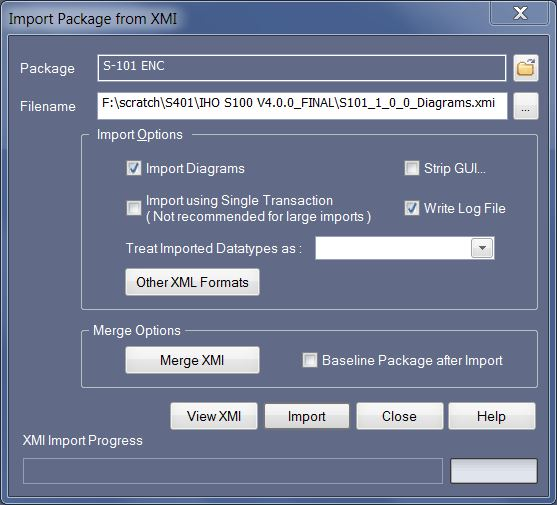 Import Package from XMI
X
Package
S-101 ENC
Filename
F:\scratch\S401\IHO S100 V4.0.0_FINAL\S101_1_0_0_Diagrams.xmi
...
Import Options
Import Diagrams
Strip GUI...
Import using Single Transaction
( Not recommended for large imports )
Write Log File
Treat Imported Datatypes as :
Other XML Formats
Merge Options
Merge XMI
Baseline Package after Import
View XMI
Import
Close
Help
XMI Import Progress